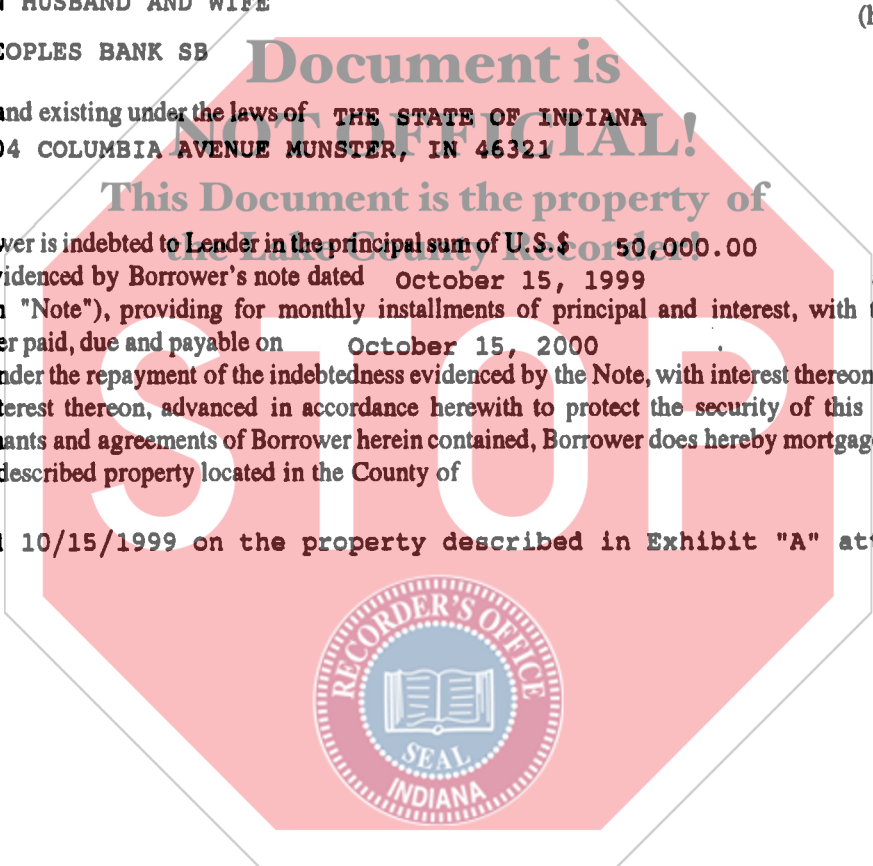 HUSBAND AND WIFE
(h
OPLES BANK SB
Document is
and existing under the laws of THE STATE OF INDIANA
NOT OFFICIAL!
04 COLUMBIA AVENUE MUNSTER, IN 46321
This Document is the property of
wer is indebted to Lender in the principal sum of U.S.$ 50,000.00
the Lake County Recorder!
videnced by Borrower's note dated October 15, 1999
"Note"), providing for monthly installments of principal and interest, with t
er paid, due and payable on October 15, 2000
nder the repayment of the indebtedness evidenced by the Note, with interest thereon
terest thereon, advanced in accordance herewith to protect the security of this
nants and agreements of Borrower herein contained, Borrower does hereby mortgag
described property located in the County of
STOP
10/15/1999 on the property described in Exhibit "A" att
RECORDER'S OFFICE
SEAL
INDIANA